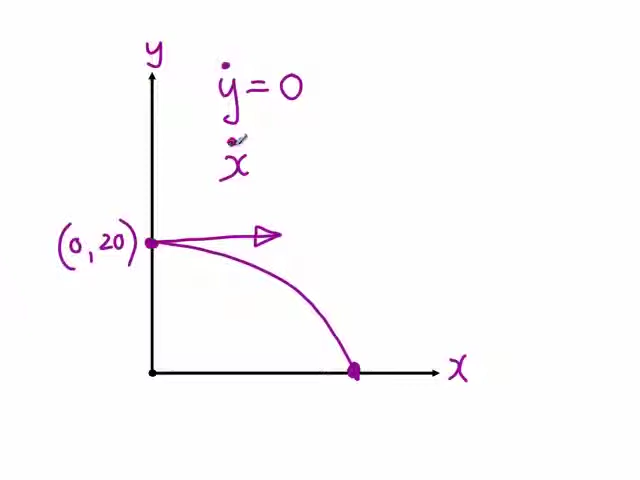 y
ẏ = 0
ẋ
(0, 20)
x